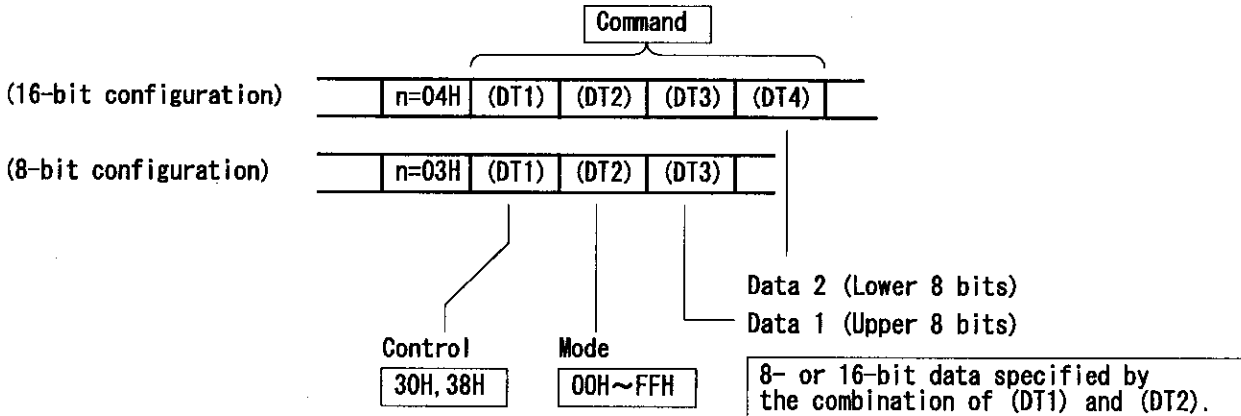 Command
(16-bit configuration) n=04H (DT1) (DT2) (DT3) (DT4)
(8-bit configuration) n=03H (DT1) (DT2) (DT3)
Data 2 (Lower 8 bits)
Data 1 (Upper 8 bits)
Control Mode
30H, 38H 00H~FFH
8- or 16-bit data specified by
the combination of (DT1) and (DT2).